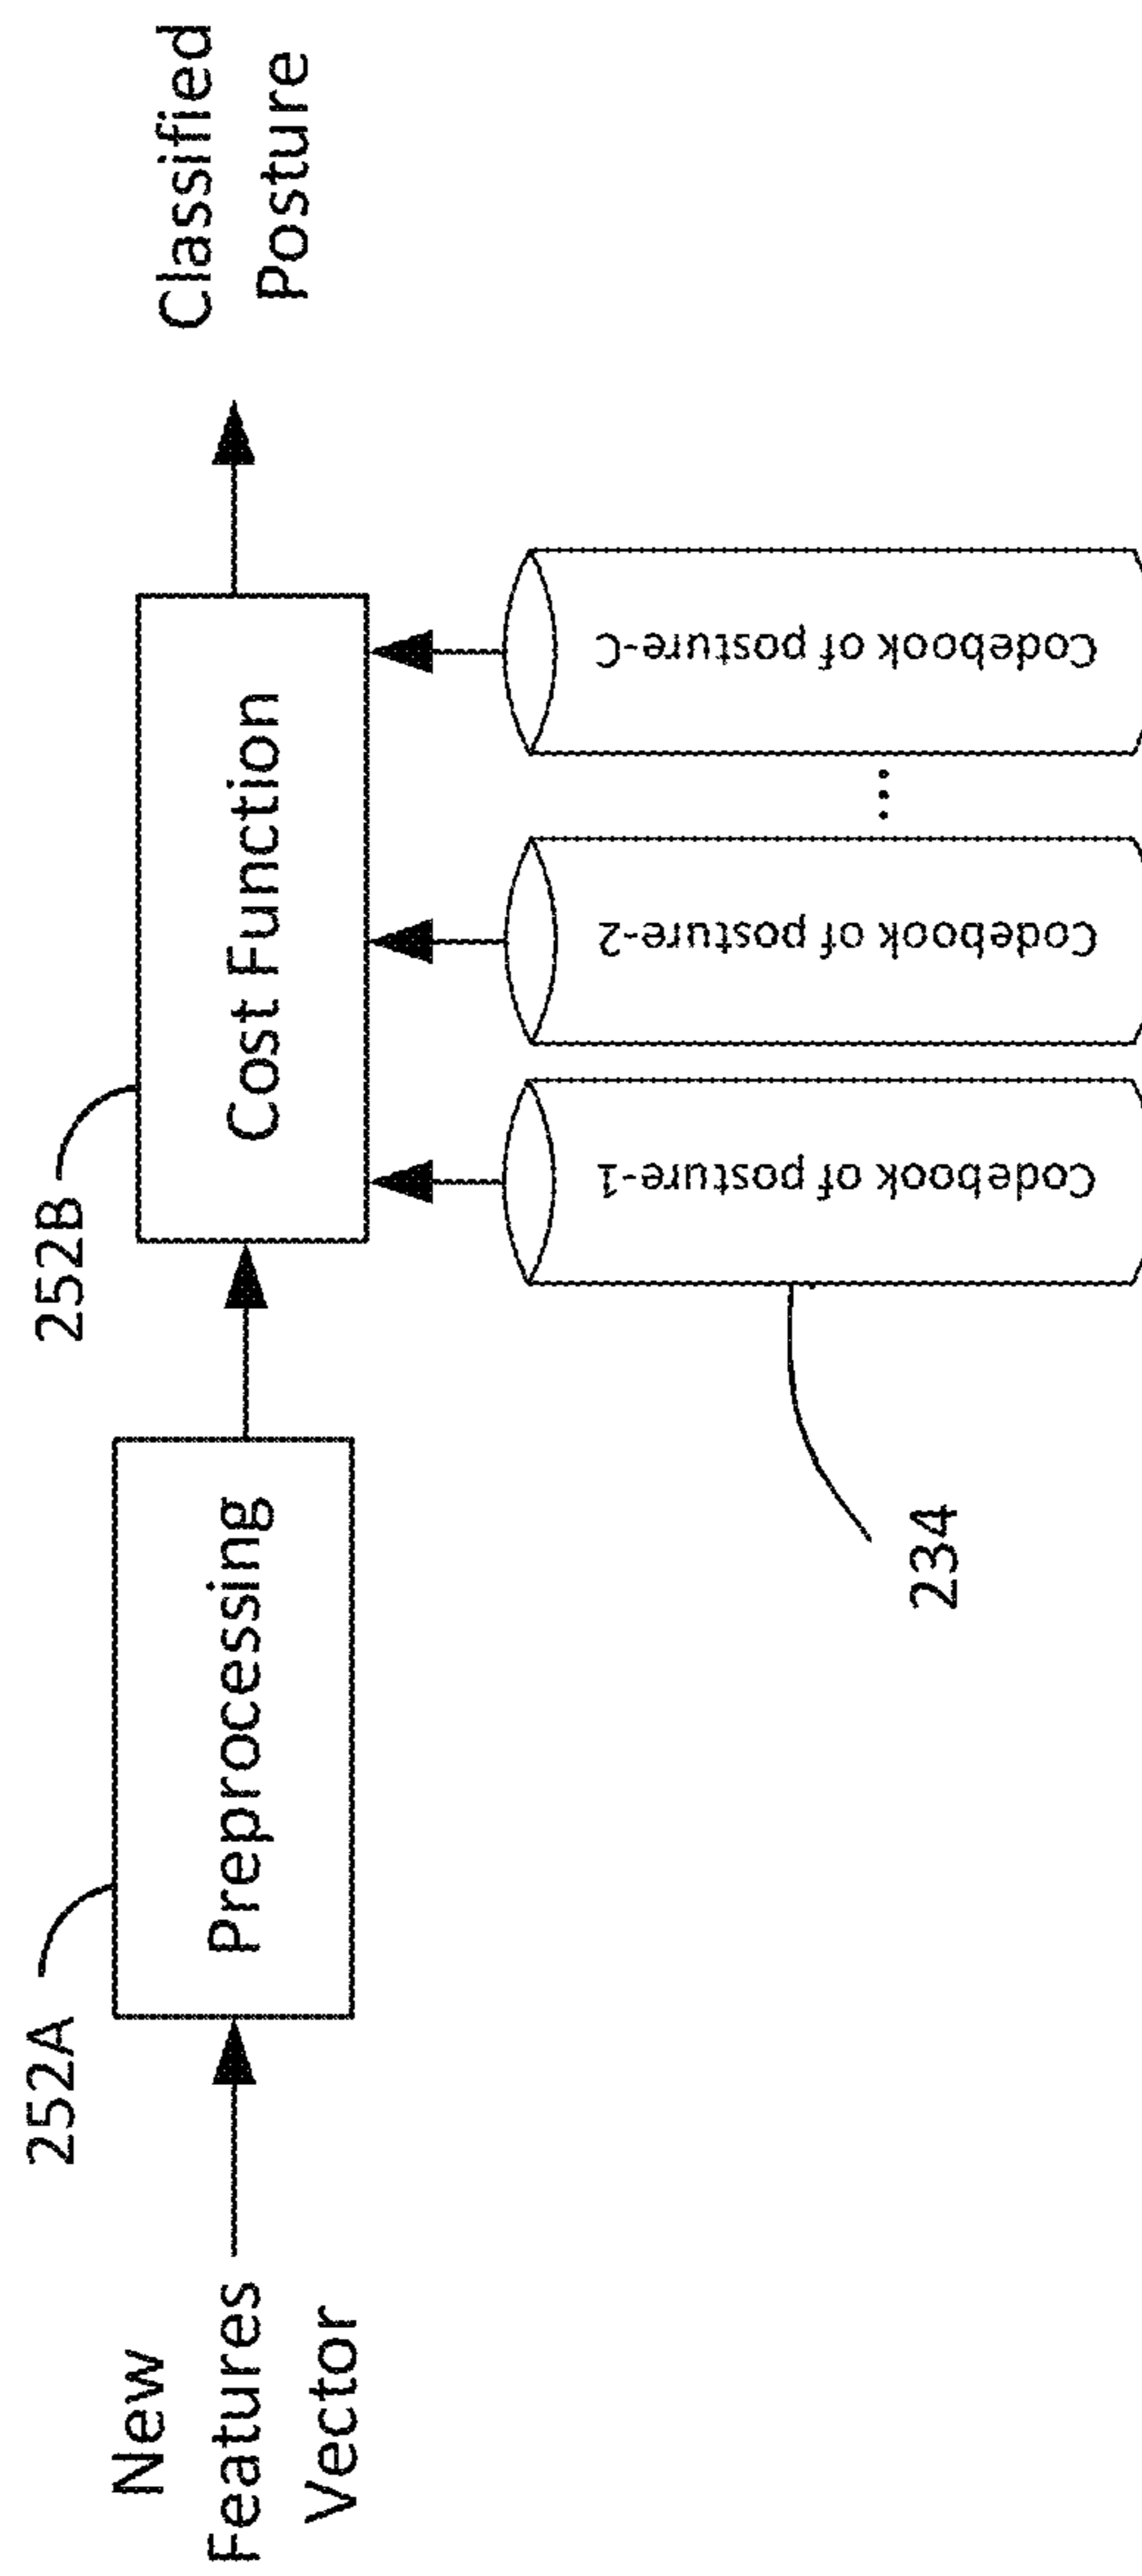 252A
252B
New
Features
Vector
Preprocessing
Cost Function
Classified
Posture
Codebook of posture-1
Codebook of posture-2
...
Codebook of posture-C
234